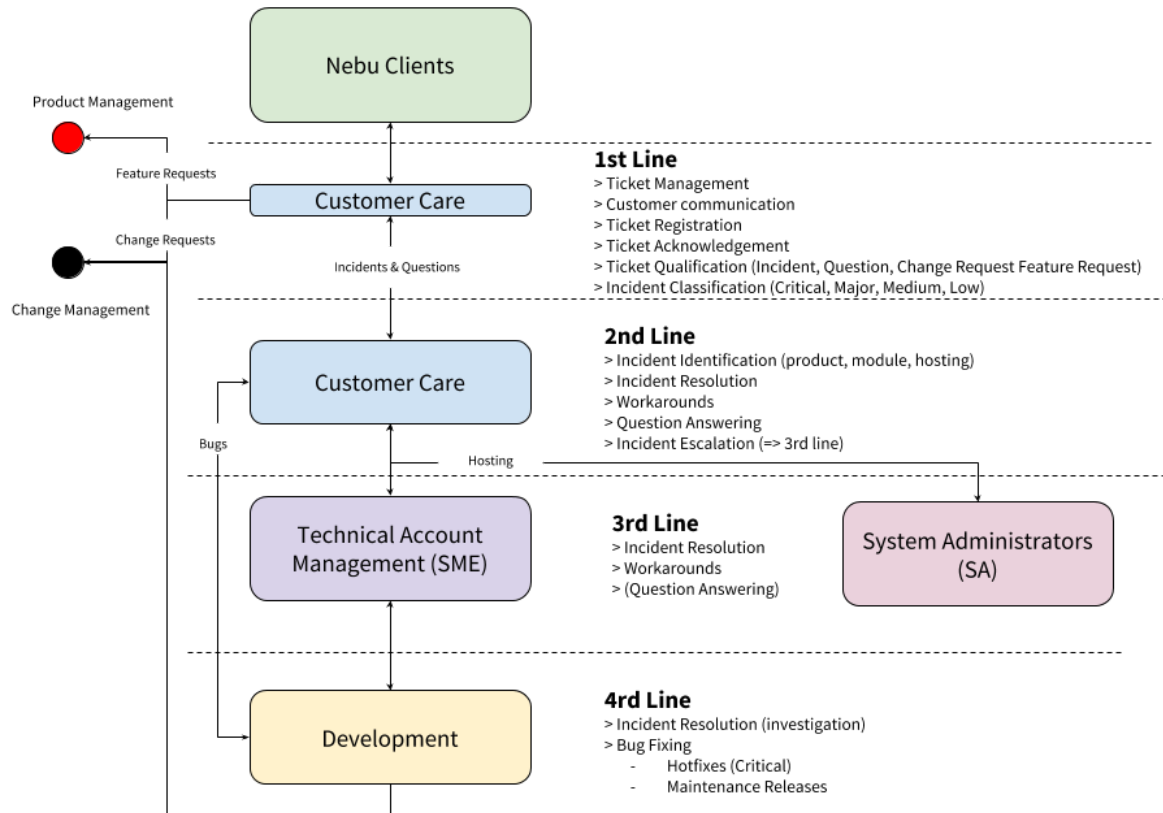 Nebu Clients
Product Management
Feature Requests
Customer Care
1st Line
> Ticket Management
> Customer communication
> Ticket Registration
> Ticket Acknowledgement
> Ticket Qualification (Incident, Question, Change Request Feature Request)
> Incident Classification (Critical, Major, Medium, Low)
Change Requests
Incidents & Questions
Change Management
2nd Line
> Incident Identification (product, module, hosting)
> Incident Resolution
> Workarounds
> Question Answering
> Incident Escalation (=> 3rd line)
Customer Care
Bugs
Hosting
Technical Account
Management (SME)
3rd Line
> Incident Resolution
> Workarounds
> (Question Answering)
System Administrators
(SA)
Development
4rd Line
> Incident Resolution (investigation)
> Bug Fixing
- Hotfixes (Critical)
- Maintenance Releases